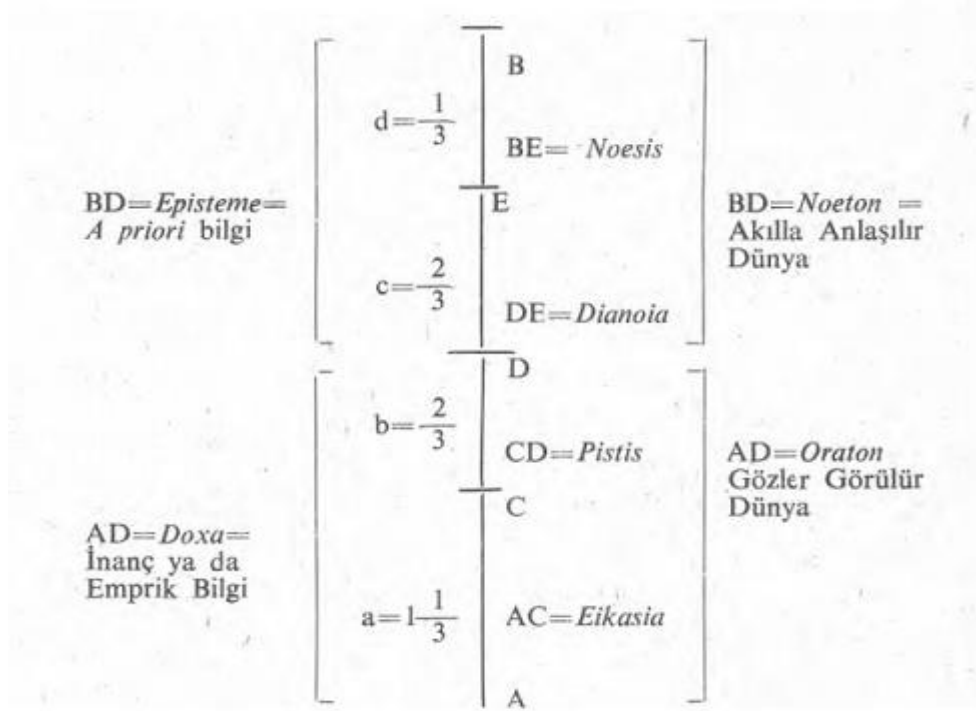 B
d=1/3
BE= Noesis
E
BD=Episteme=
A priori bilgi
BD=Noeton =
Akılla Anlaşılır
Dünya
c=2/3
DE=Dianoia
D
b=2/3
CD=Pistis
C
AD=Oraton
Gözler Görülür
Dünya
AD=Doxa=
İnanç ya da
Emprik Bilgi
a=1 1/3
AC=Eikasia
A